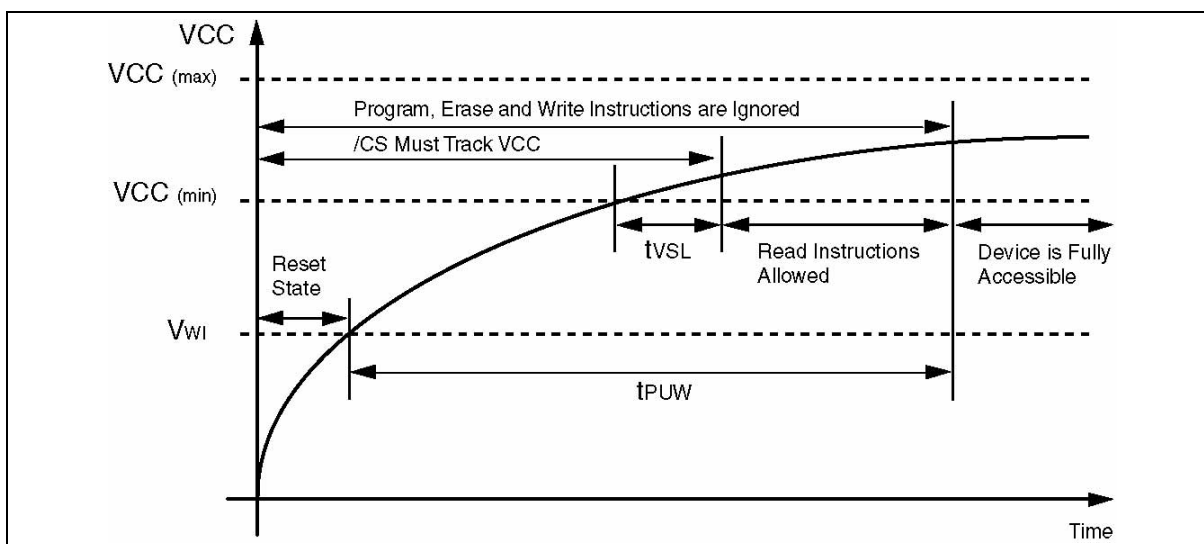 VCC
VCC (max)
Program, Erase and Write Instructions are Ignored
/CS Must Track VCC
VCC (min)
tVSL
Read Instructions
Allowed
Device is Fully
Accessible
Reset
State
VWI
tPUW
Time